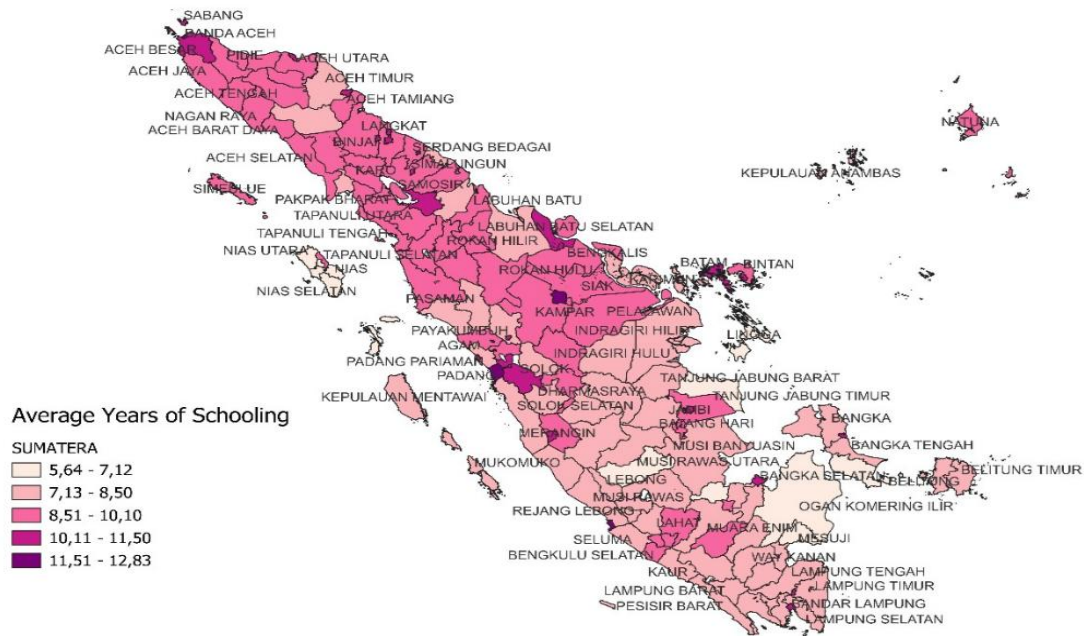 SABANG
BANDA ACEH
ACEH BESAR
PIDIE
ACEH UTARA
ACEH JAYA
ACEH TIMUR
ACEH TENGAH
ACEH TAMIANG
NAGAN RAYA
LANGKAT
ACEH BARAT DAYA
BINJAI
SERDANG BEDAGAI
NATUNA
ACEH SELATAN
SIMALUNGUN
KARO
KEPULAUAN ANAMBAS
SIMEULUE
SAMOSIR
PAKPAK BHARAT
LABUHAN BATU
TAPANULI UTARA
LABUHAN BATU SELATAN
TAPANULI TENGAH
ROKAN HILIR
NIAS UTARA
TAPANULI SELATAN
BENGKALIS
BATAM
BINTAN
NIAS
ROKAN HULU
KARIMUN
NIAS SELATAN
SIAK
PASAMAN
KAMPAR
PELALAWAN
PAYAKUMBUH
INDRAGIRI HILIR
LINGGA
AGAM
PADANG PARIAMAN
INDRAGIRI HULU
PADANG
SOLOK
TANJUNG JABUNG BARAT
KEPULAUAN MENTAWAI
DHARMASRAYA
TANJUNG JABUNG TIMUR
SOLOK SELATAN
JAMBI
BANGKA
BATANG HARI
MERANGIN
MUSI BANYUASIN
BANGKA TENGAH
MUKOMUKO
MUSI RAWAS UTARA
BELITUNG TIMUR
LEBONG
BANGKA SELATAN
BELITUNG
MUSI RAWAS
OGAN KOMERING ILIR
REJANG LEBONG
LAHAT
MUARA ENIM
SELUMA
MESUJI
BENGKULU SELATAN
WAY KANAN
KAUR
LAMPUNG TENGAH
LAMPUNG BARAT
LAMPUNG TIMUR
PESISIR BARAT
BANDAR LAMPUNG
LAMPUNG SELATAN
Average Years of Schooling
SUMATERA
5,64 - 7,12
7,13 - 8,50
8,51 - 10,10
10,11 - 11,50
11,51 - 12,83